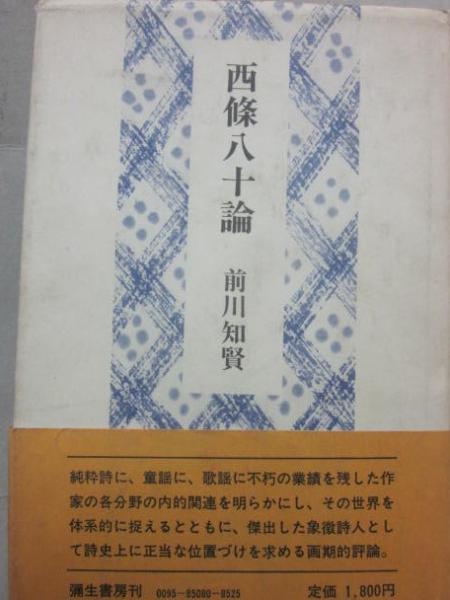 西條八十論
前川知賢
純粋詩に、童謡に、歌謡に不朽の業績を残した作
家の各分野の内的関連を明らかにし、その世界を
体系的に捉えるとともに、傑出した象徴詩人とし
て詩史上に正当な位置づけを求める画期的評論。
彌生書房刊 0095-85080-8525 定価 1,800円